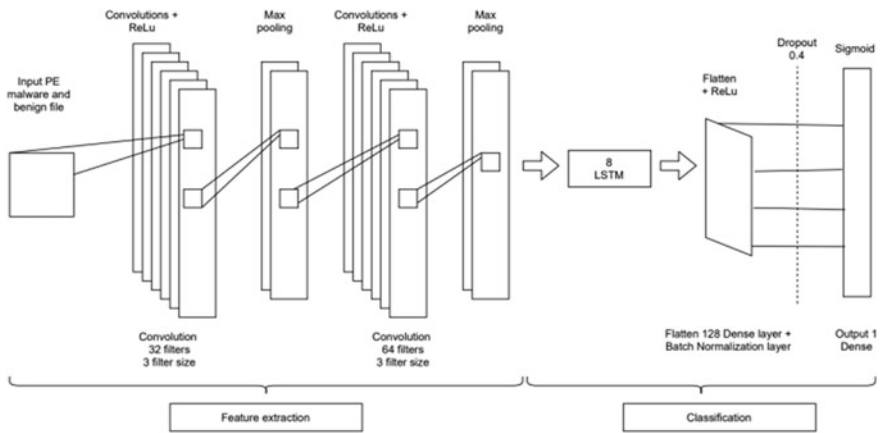 Convolutions +
ReLu
Max
pooling
Convolutions +
ReLu
Max
pooling
Dropout
0.4
Sigmoid
Input PE
malware and
benign file
Flatten
+ ReLu
8
LSTM
Convolution
32 filters
3 filter size
Convolution
64 filters
3 filter size
Flatten 128 Dense layer +
Batch Normalization layer
Output 1
Dense
Feature extraction
Classification